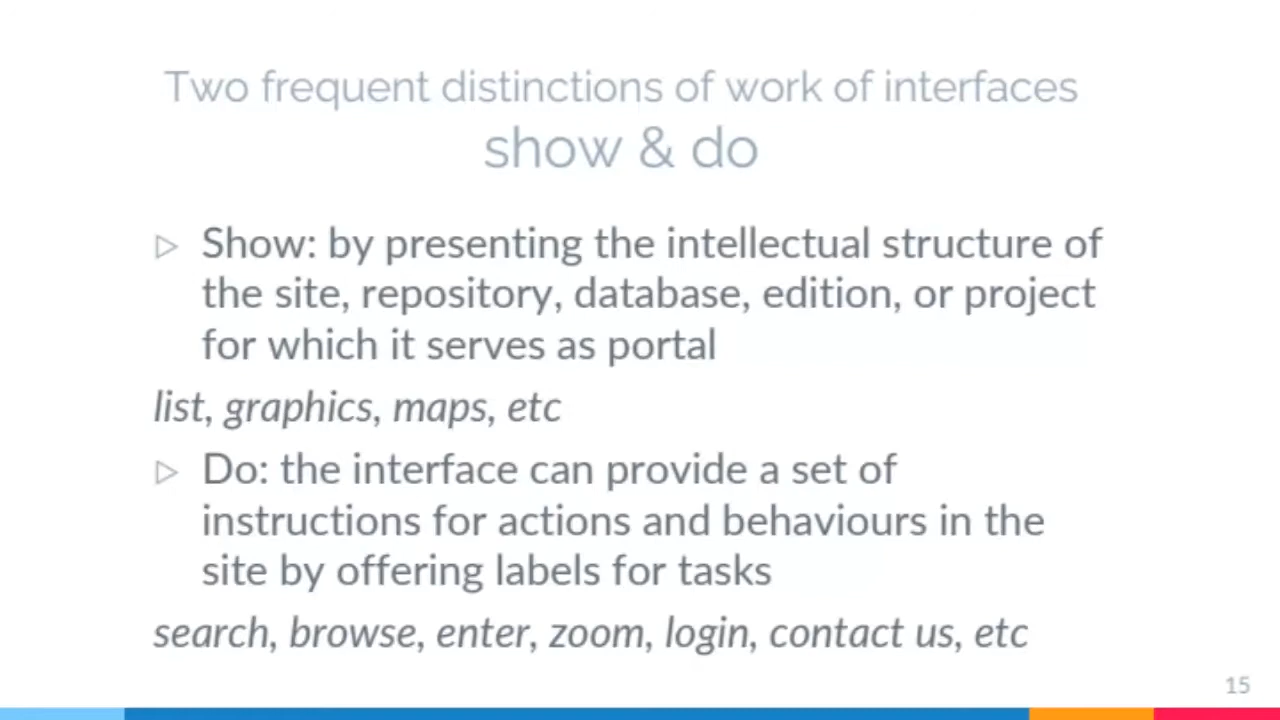 Two frequent distinctions of work of interfaces
show & do
Show: by presenting the intellectual structure of
the site, repository, database, edition, or project
for which it serves as portal
list, graphics, maps, etc
Do: the interface can provide a set of
instructions for actions and behaviours in the
site by offering labels for tasks
search, browse, enter, zoom, login, contact us, etc
15